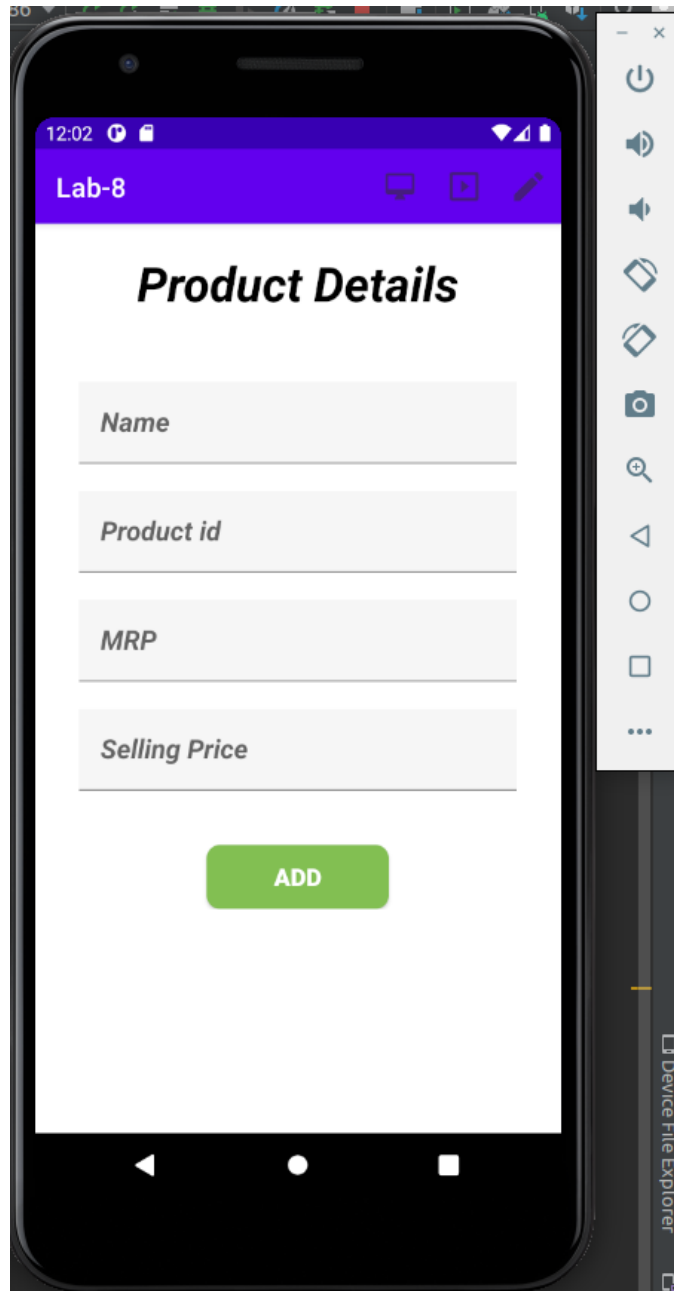 12:02
Lab-8
Product Details
Name
Product id
MRP
Selling Price
ADD
Device File Explorer